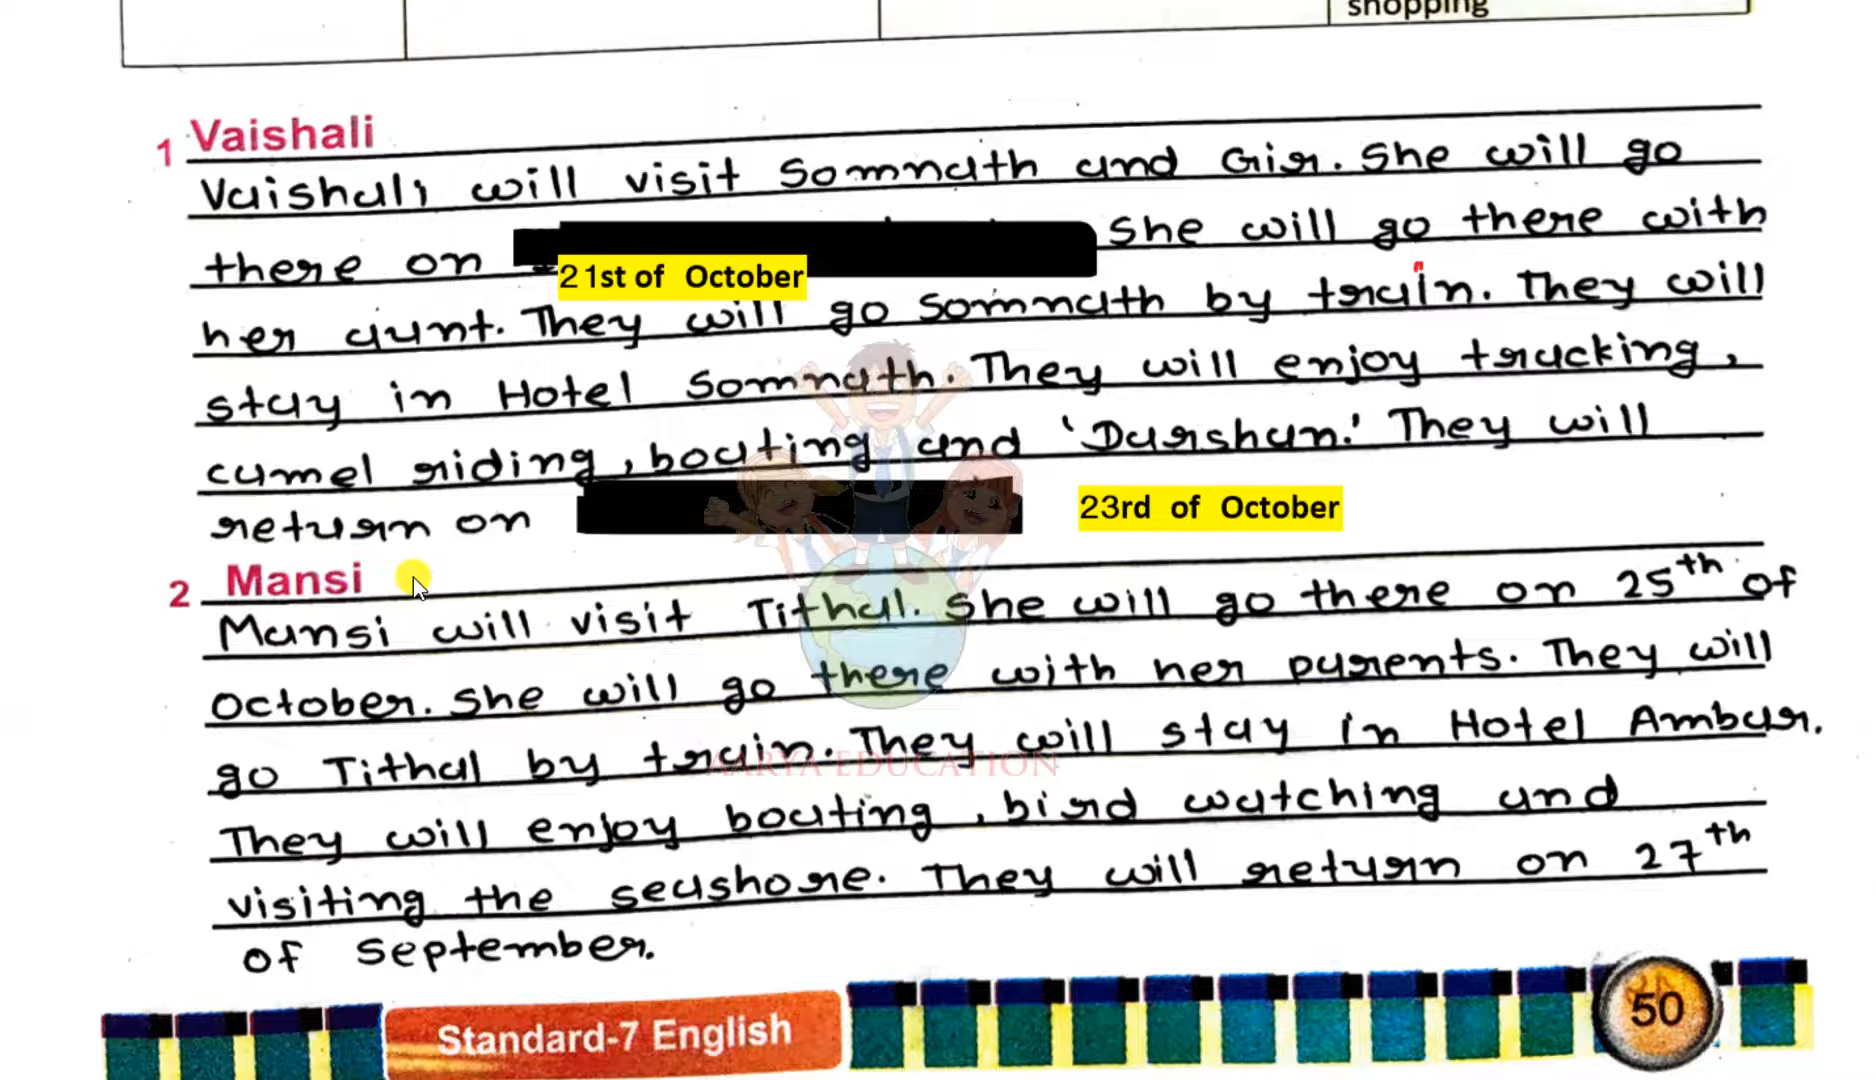 shopping
1 Vaishali
Vaishali will visit Somnath and Gir. She will go
there on 21st of October She will go there with
her aunt. They will go Somnath by train. They will
stay in Hotel Somnath. They will enjoy tracking,
camel riding, boating and 'Darshan.' They will
return on 23rd of October
2 Mansi
Mansi will visit Tithal. She will go there on 25th of
October. She will go there with her parents. They will
go Tithal by train. They will stay in Hotel Ambar.
They will enjoy boating, bird watching and
visiting the seashore. They will return on 27th
of September.
AARYA EDUCATION
Standard-7 English
50